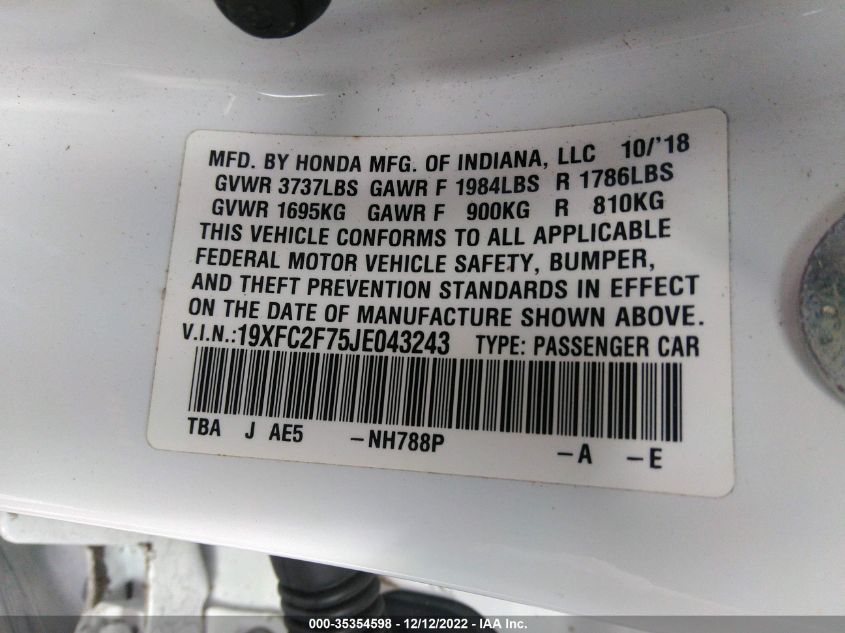 MFD. BY HONDA MFG. OF INDIANA, LLC 10/'18
GVWR 3737LBS GAWR F 1984LBS R 1786LBS
GVWR 1695KG GAWR F 900KG R 810KG
THIS VEHICLE CONFORMS TO ALL APPLICABLE
FEDERAL MOTOR VEHICLE SAFETY, BUMPER,
AND THEFT PREVENTION STANDARDS IN EFFECT
ON THE DATE OF MANUFACTURE SHOWN ABOVE.
V.I.N.:19XFC2F75JE043243 TYPE: PASSENGER CAR
TBA J AE5 -NH788P -A -E
000-35354598 - 12/12/2022 - IAA Inc.